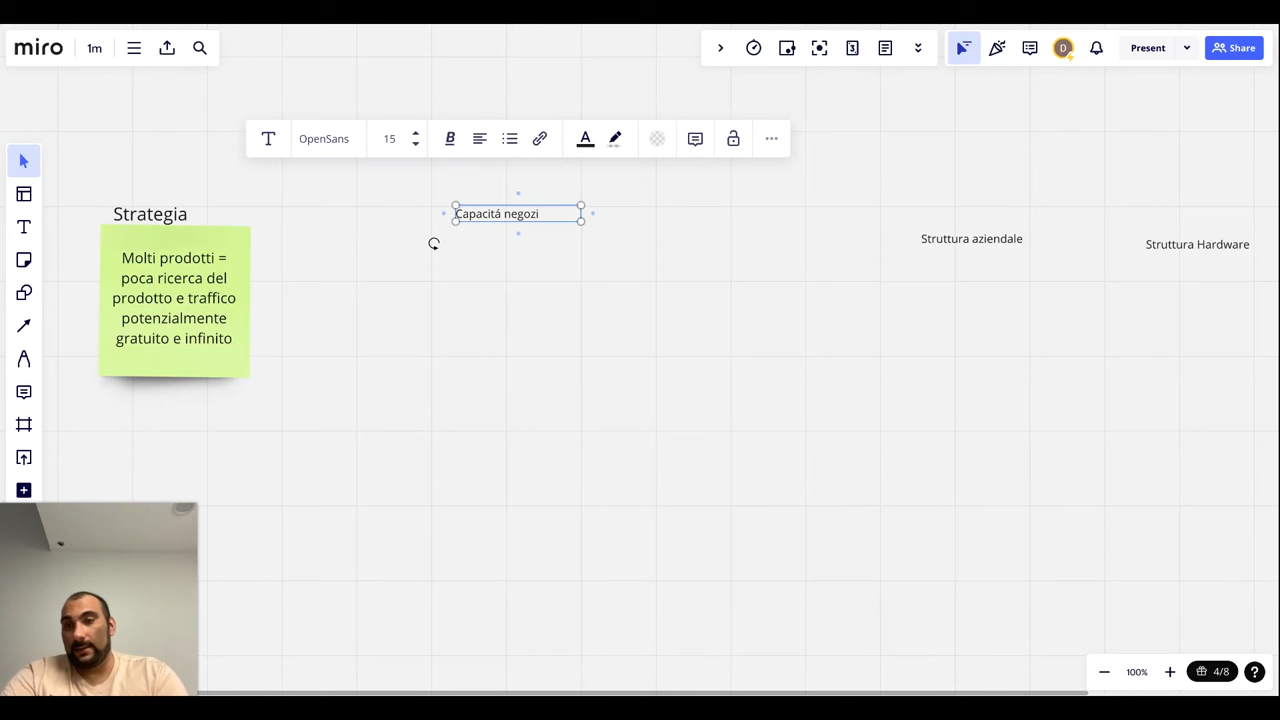 miro 1m
3
D
Present
Share
T OpenSans 15 B A
Strategia
Capacitá negozi
Struttura aziendale
Struttura Hardware
Molti prodotti =
poca ricerca del
prodotto e traffico
potenzialmente
gratuito e infinito
100%
4/8
?